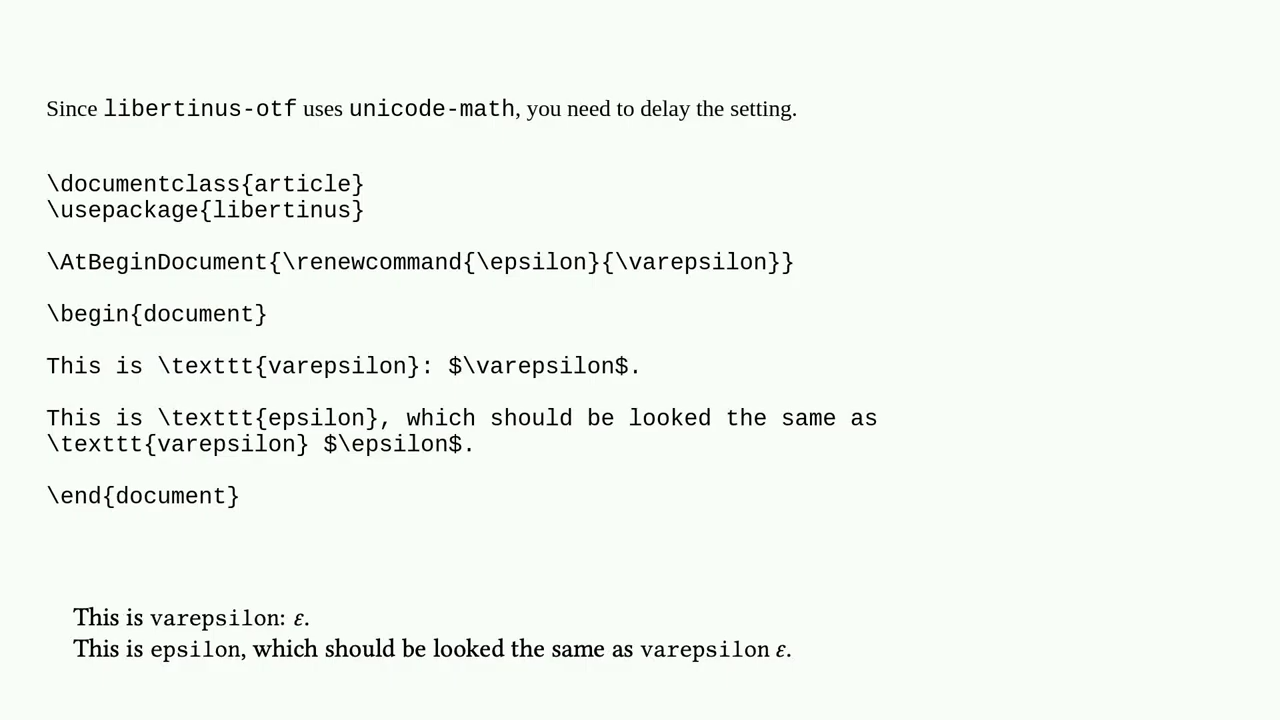 Since libertinus-otf uses unicode-math, you need to delay the setting.
\documentclass{article}
\usepackage{libertinus}
\AtBeginDocument{\renewcommand{\epsilon}{\varepsilon}}
\begin{document}
This is \texttt{varepsilon}: $\varepsilon$.
This is \texttt{epsilon}, which should be looked the same as
\texttt{varepsilon} $\epsilon$.
\end{document}
This is varepsilon: ε.
This is epsilon, which should be looked the same as varepsilon ε.